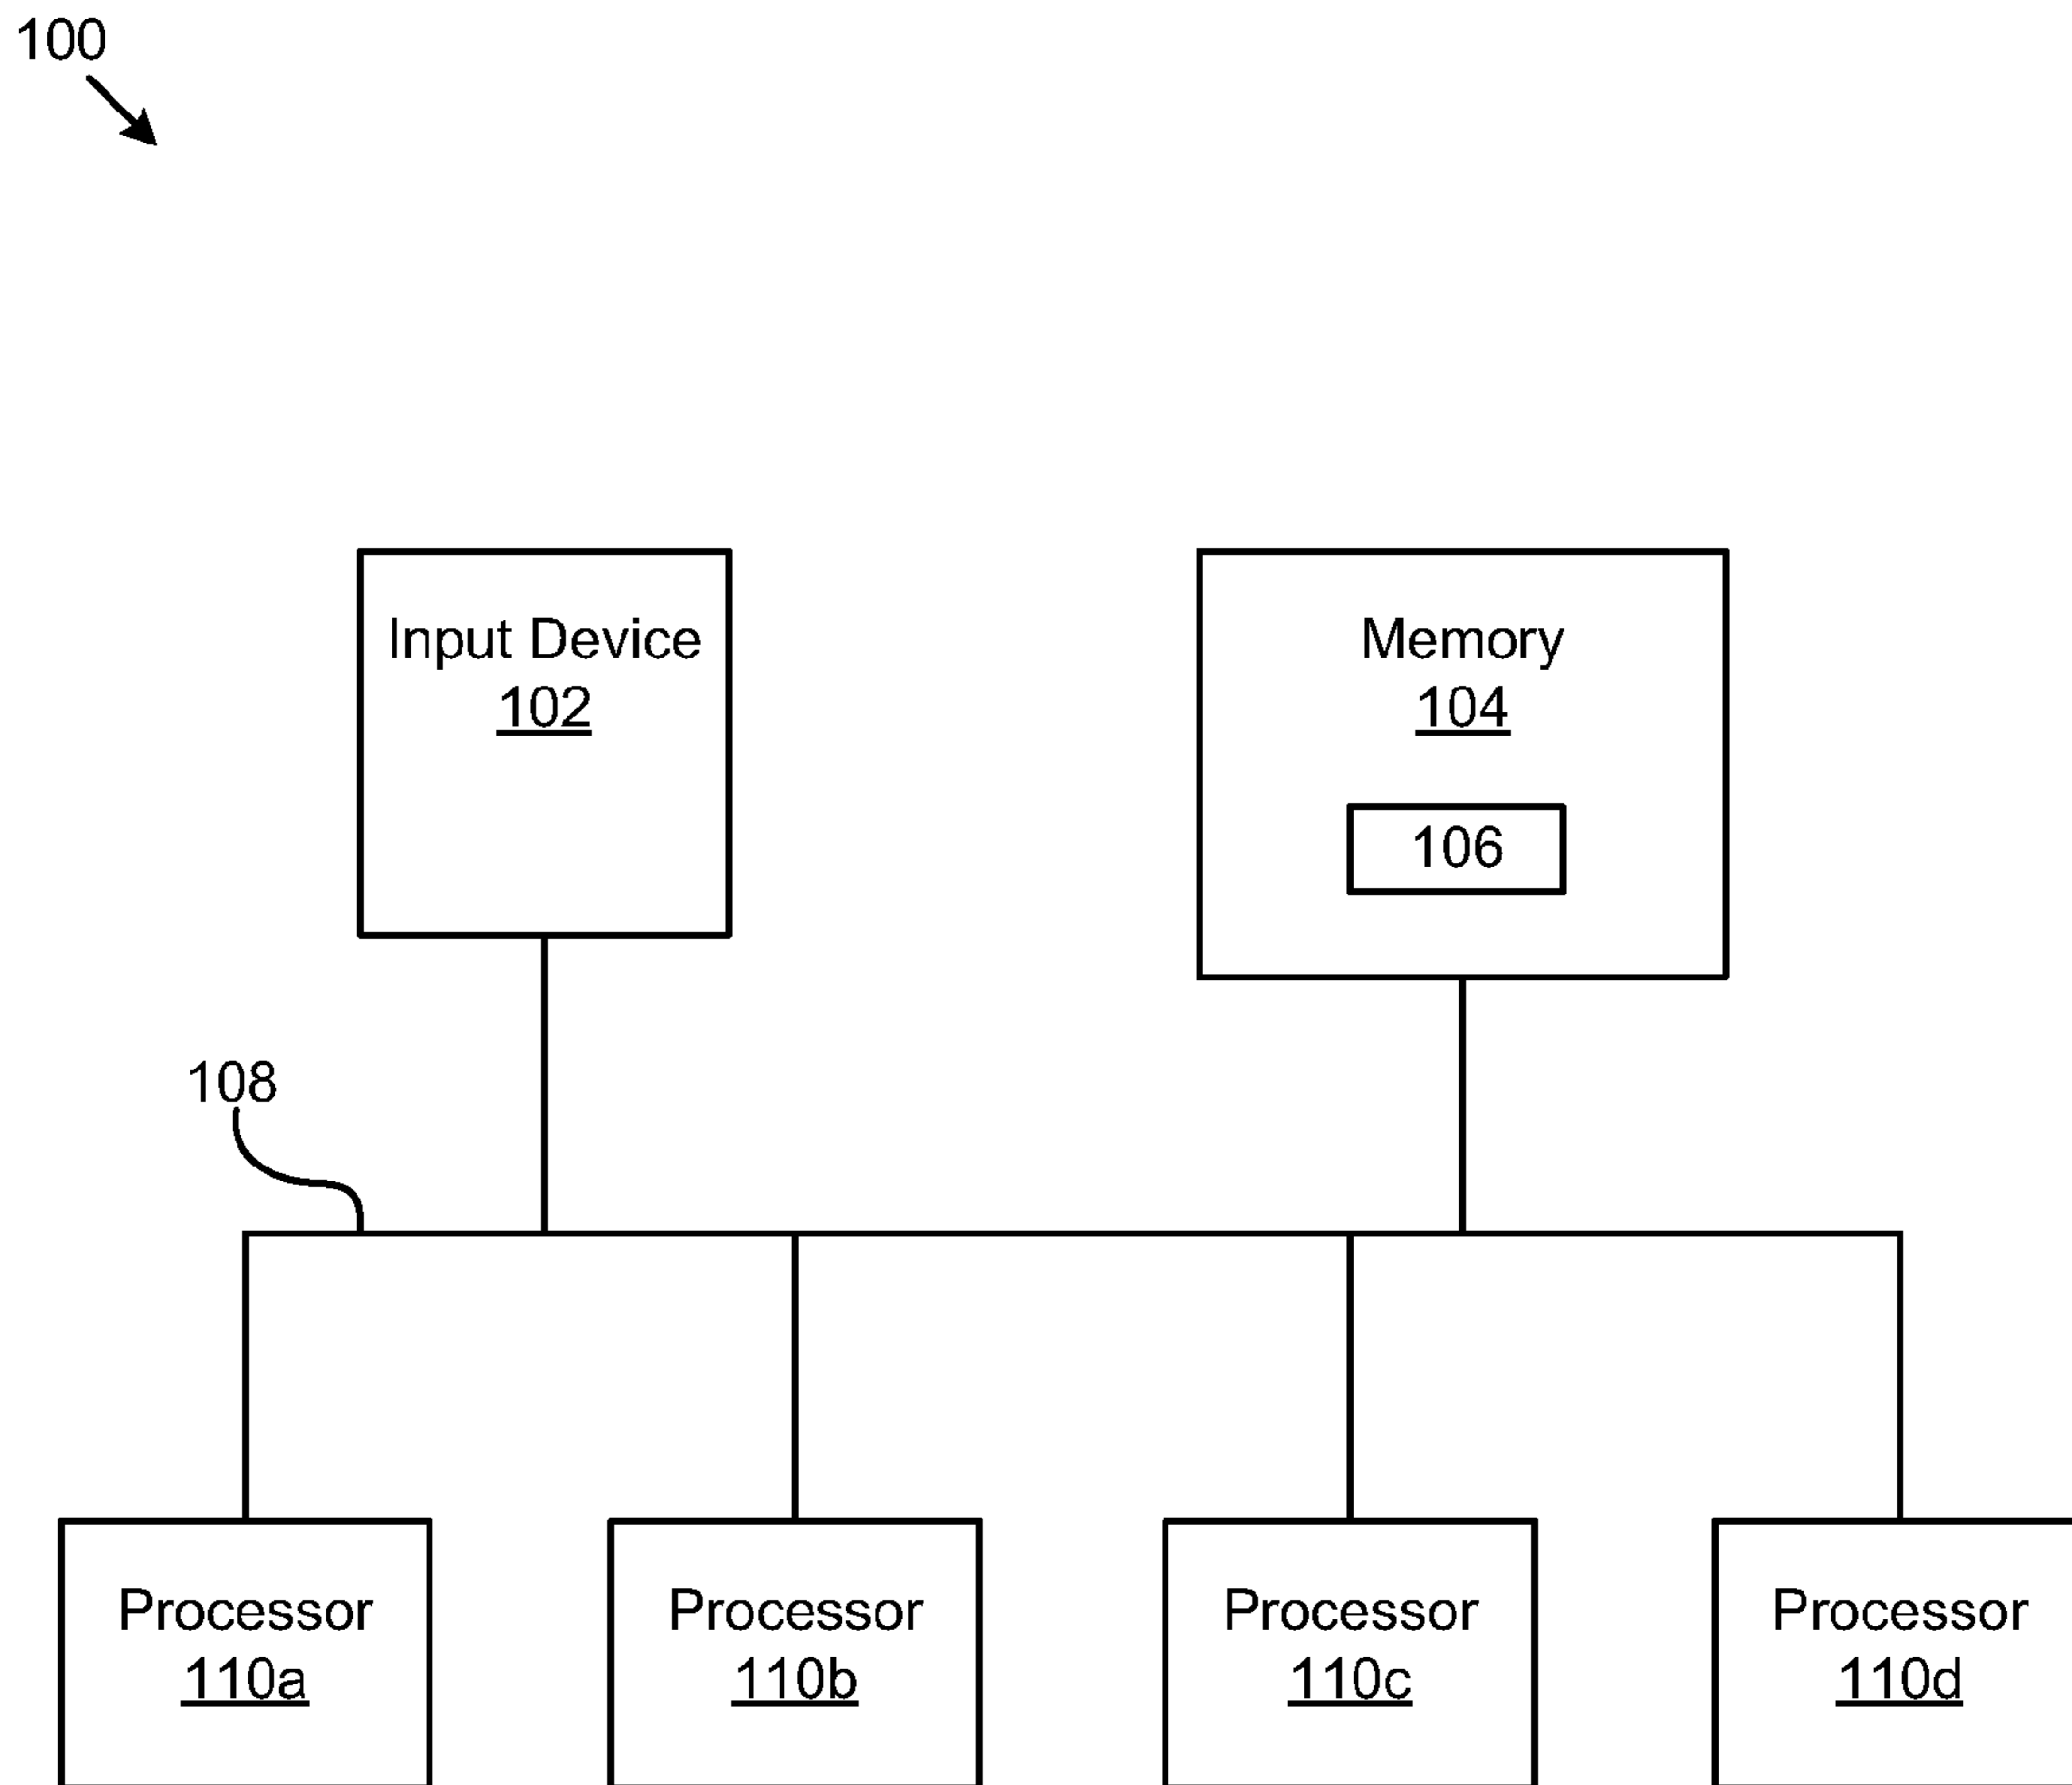 100
Input Device
102
Memory
104
106
108
Processor
110a
Processor
110b
Processor
110c
Processor
110d